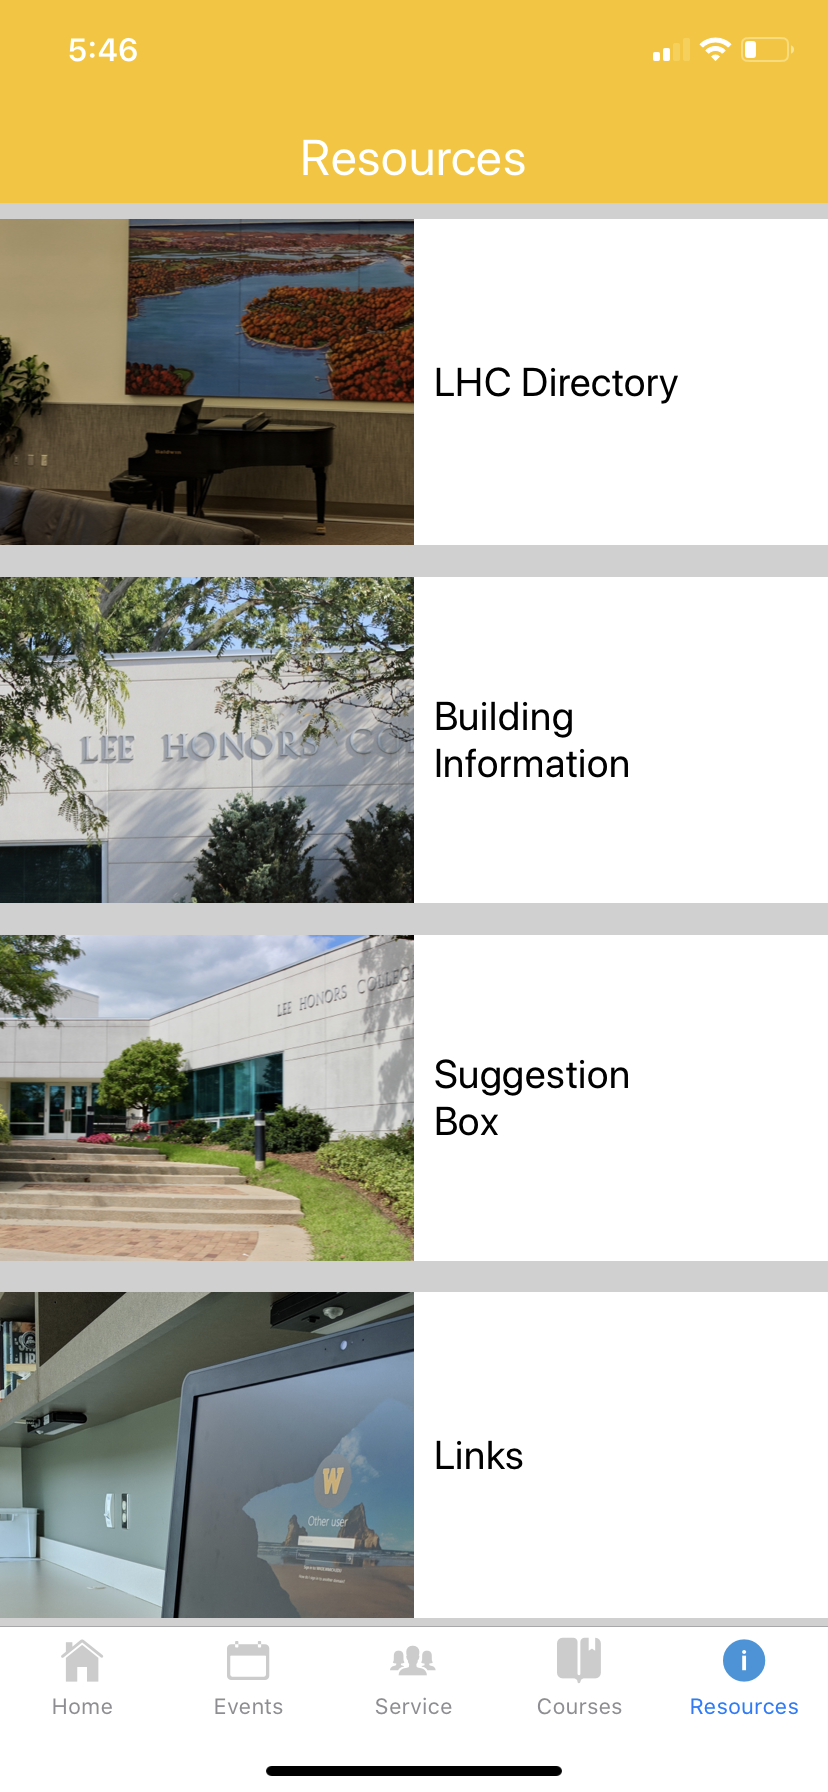 5:46
Resources
LHC Directory
LEE HONORS CO
Building
Information
LEE HONORS COLLEGE
Suggestion
Box
W
Other user
Links
Home
Events
Service
Courses
Resources